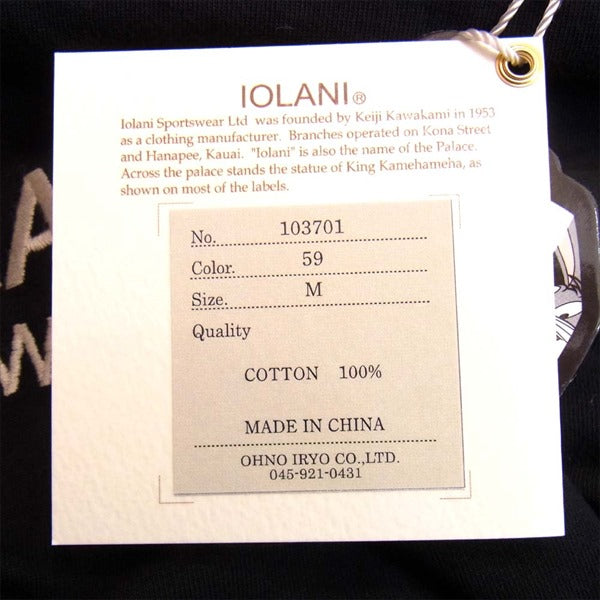 IOLANI®
Iolani Sportswear Ltd was founded by Keiji Kawakami in 1953
as a clothing manufacturer. Branches operated on Kona Street
and Hanapee, Kauai. "Iolani" is also the name of the Palace.
Across the palace stands the statue of King Kamehameha, as
shown on most of the labels.
No. 103701
Color. 59
Size. M
Quality
COTTON 100%
MADE IN CHINA
OHNO IRYO CO.,LTD.
045-921-0431
A
W